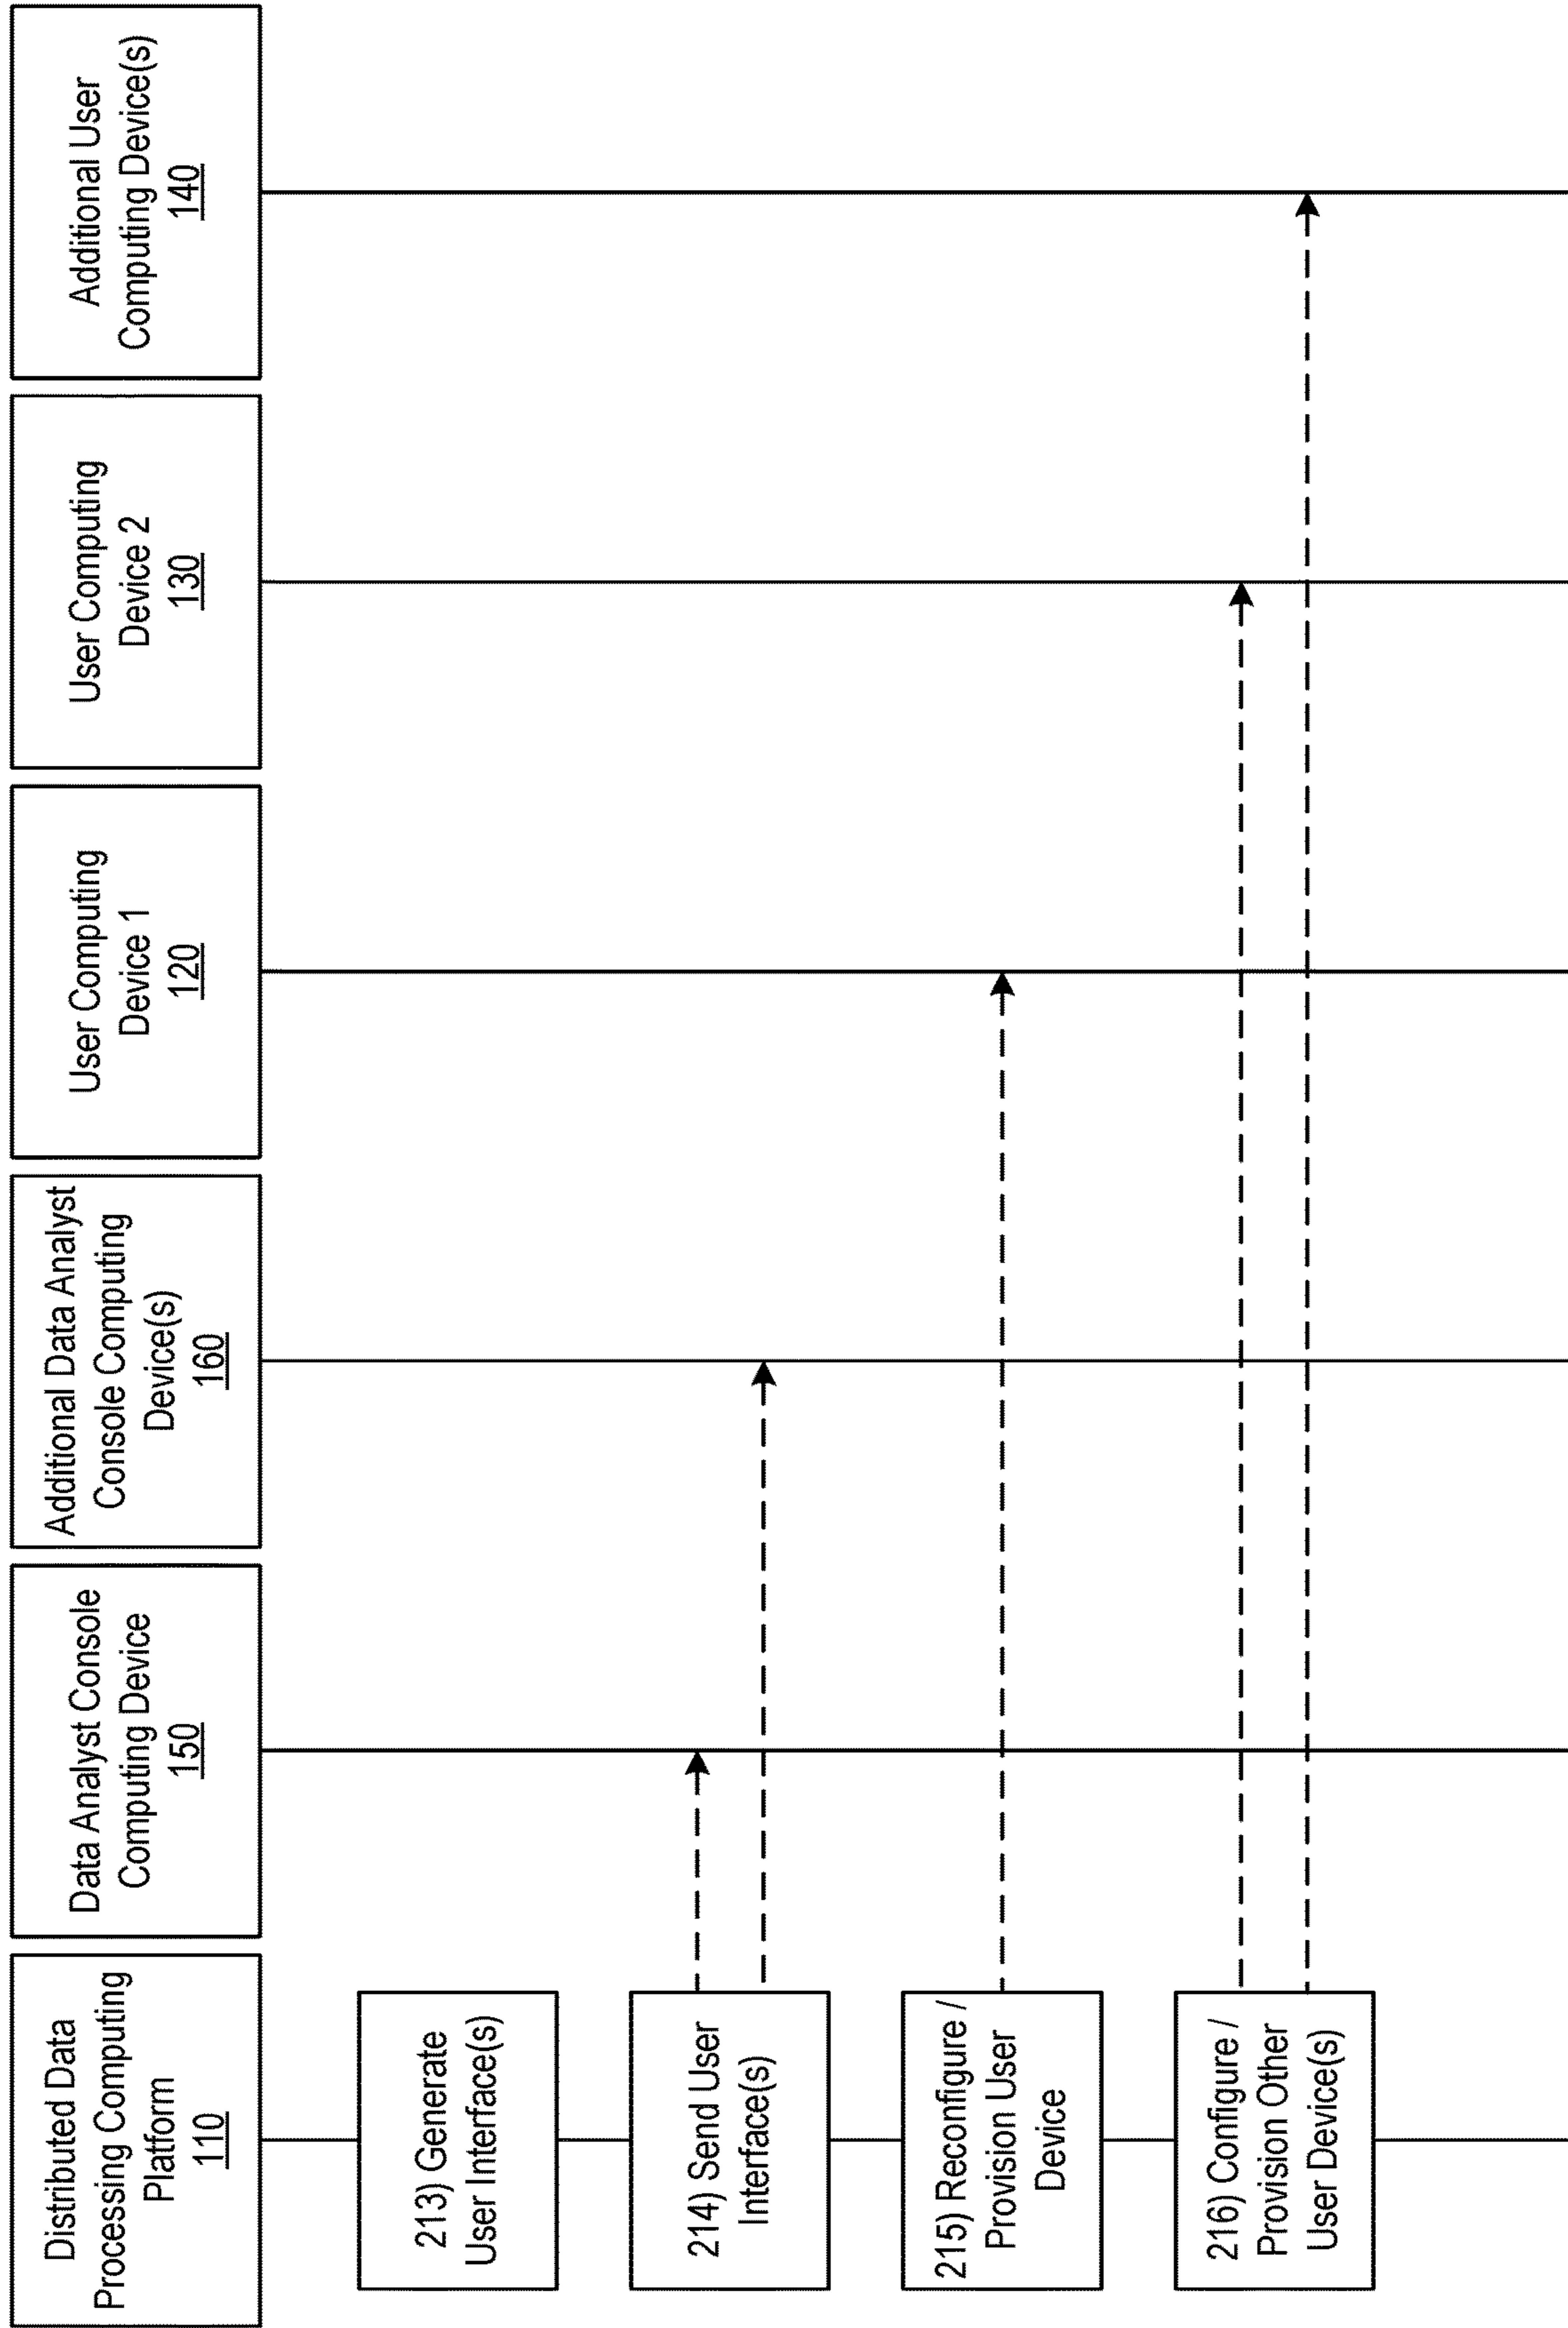 Distributed Data
Processing Computing
Platform
110
Data Analyst Console
Computing Device
150
Additional Data Analyst
Console Computing
Device(s)
160
User Computing
Device 1
120
User Computing
Device 2
130
Additional User
Computing Device(s)
140
213) Generate
User Interface(s)
214) Send User
Interface(s)
215) Reconfigure /
Provision User
Device
216) Configure /
Provision Other
User Device(s)